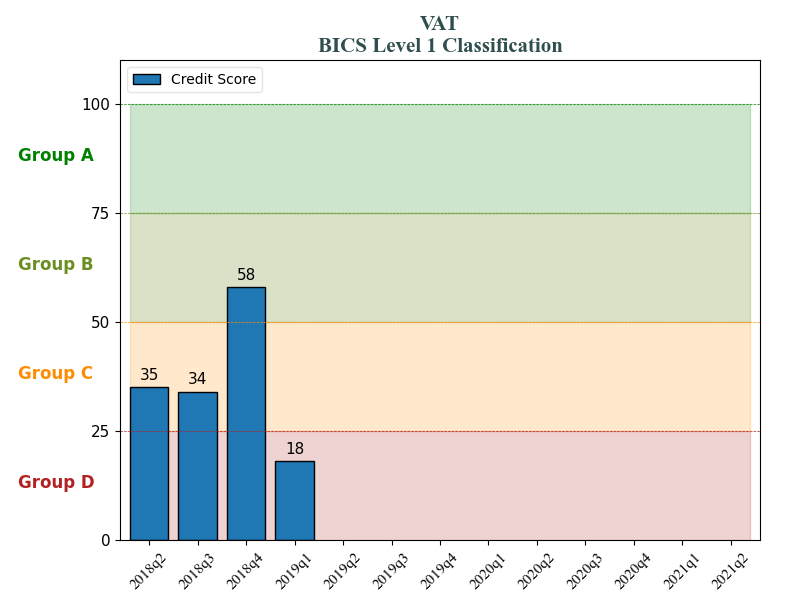 VAT
BICS Level 1 Classification
Credit Score
100
Group A
75
Group B
58
50
Group C
35
34
25
18
Group D
0
2018q2
2018q3
2018q4
2019q1
2019q2
2019q3
2019q4
2020q1
2020q2
2020q3
2020q4
2021q1
2021q2